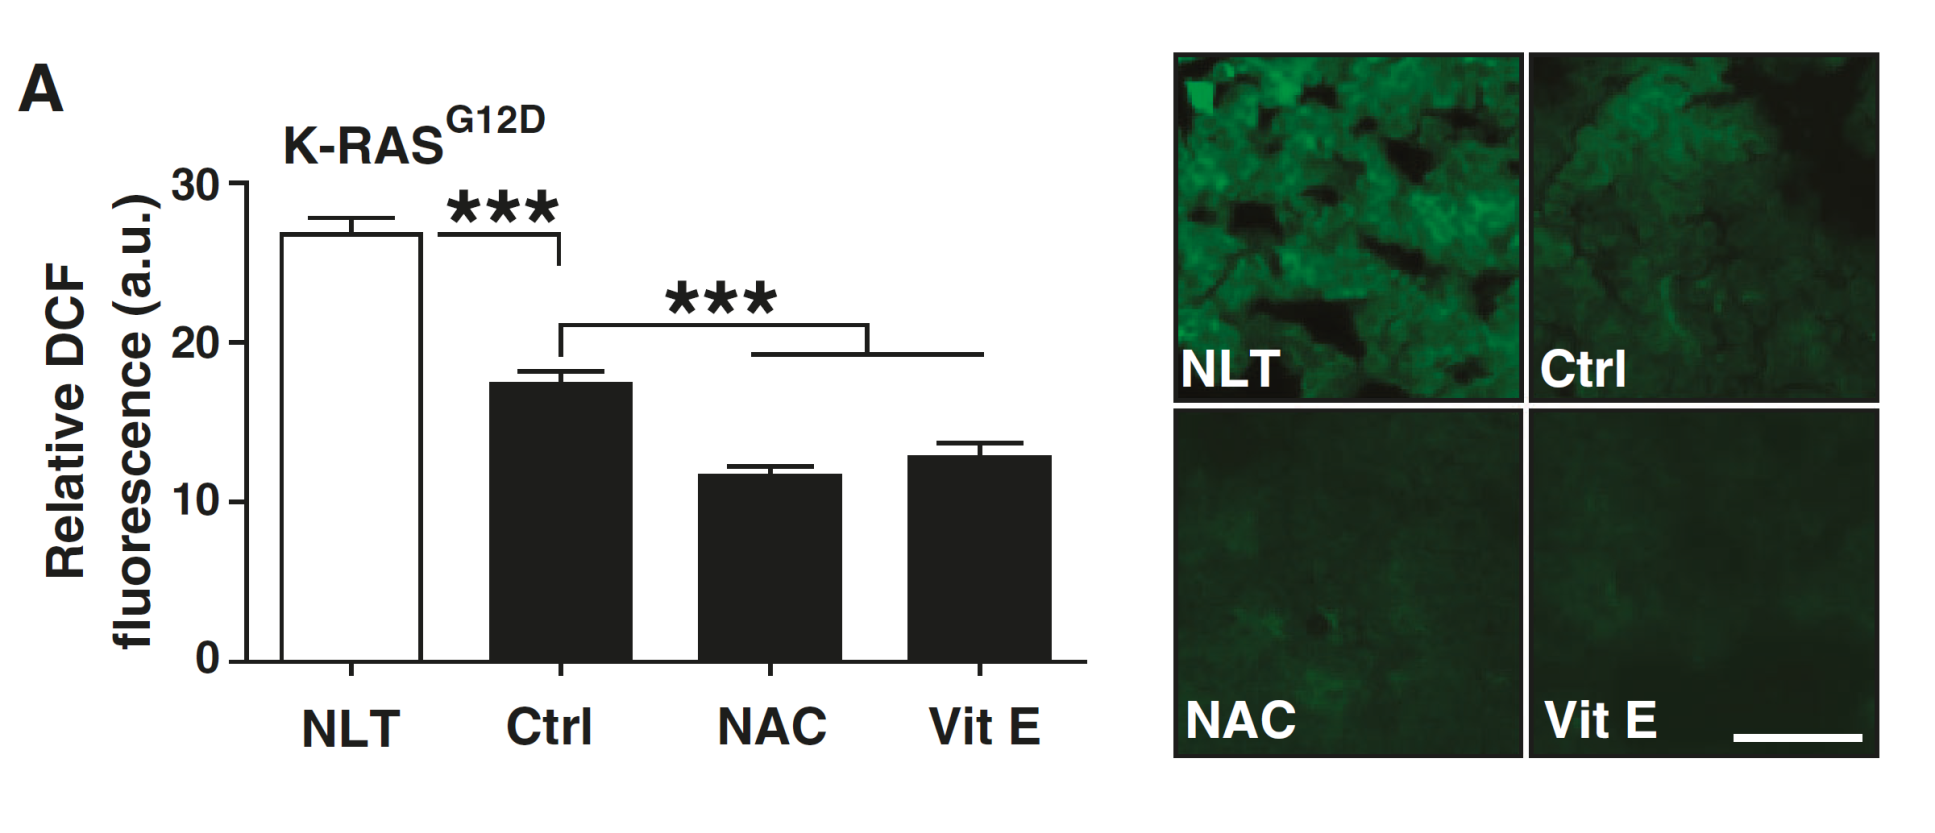 A
K-RAS^G12D
Relative DCF
fluorescence (a.u.)
30
20
10
0
***
***
NLT
Ctrl
NAC
Vit E
NLT
Ctrl
NAC
Vit E